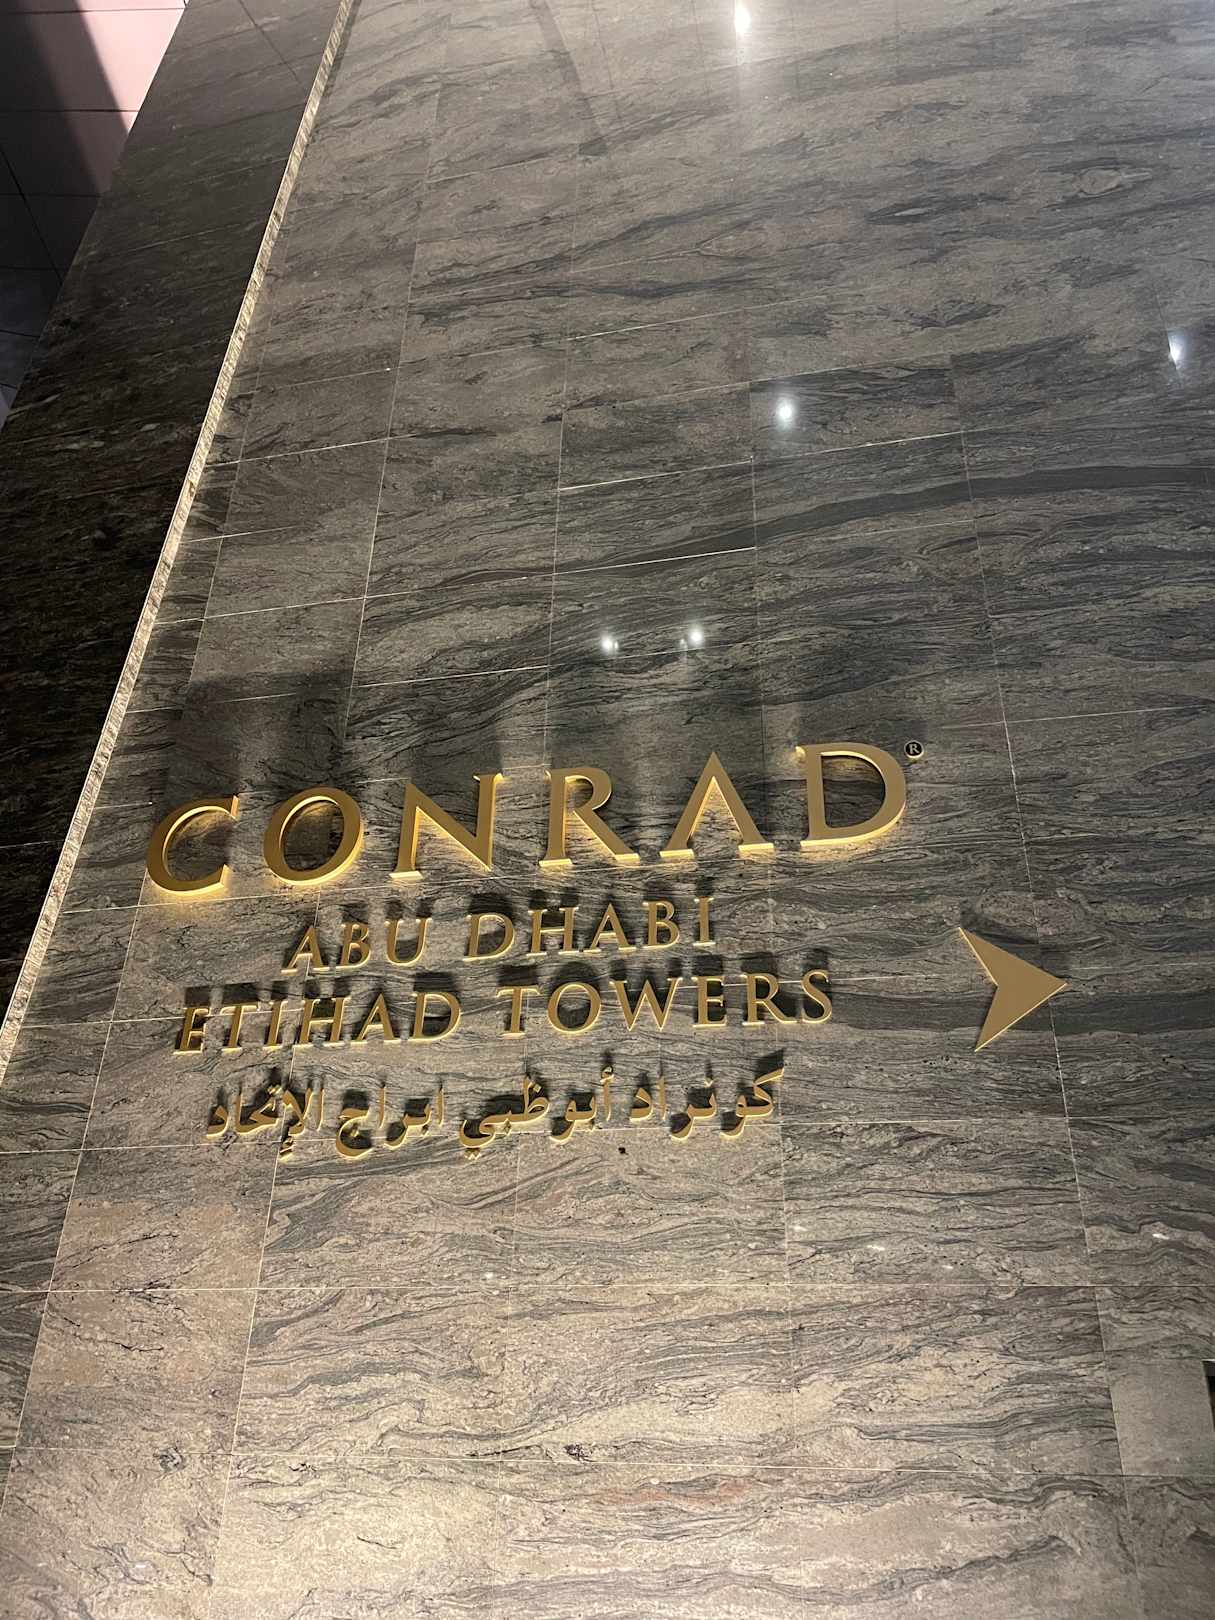 CONRAD®
ABU DHABI
ETIHAD TOWERS
كونراد أبوظبي ابراج الإتحاد